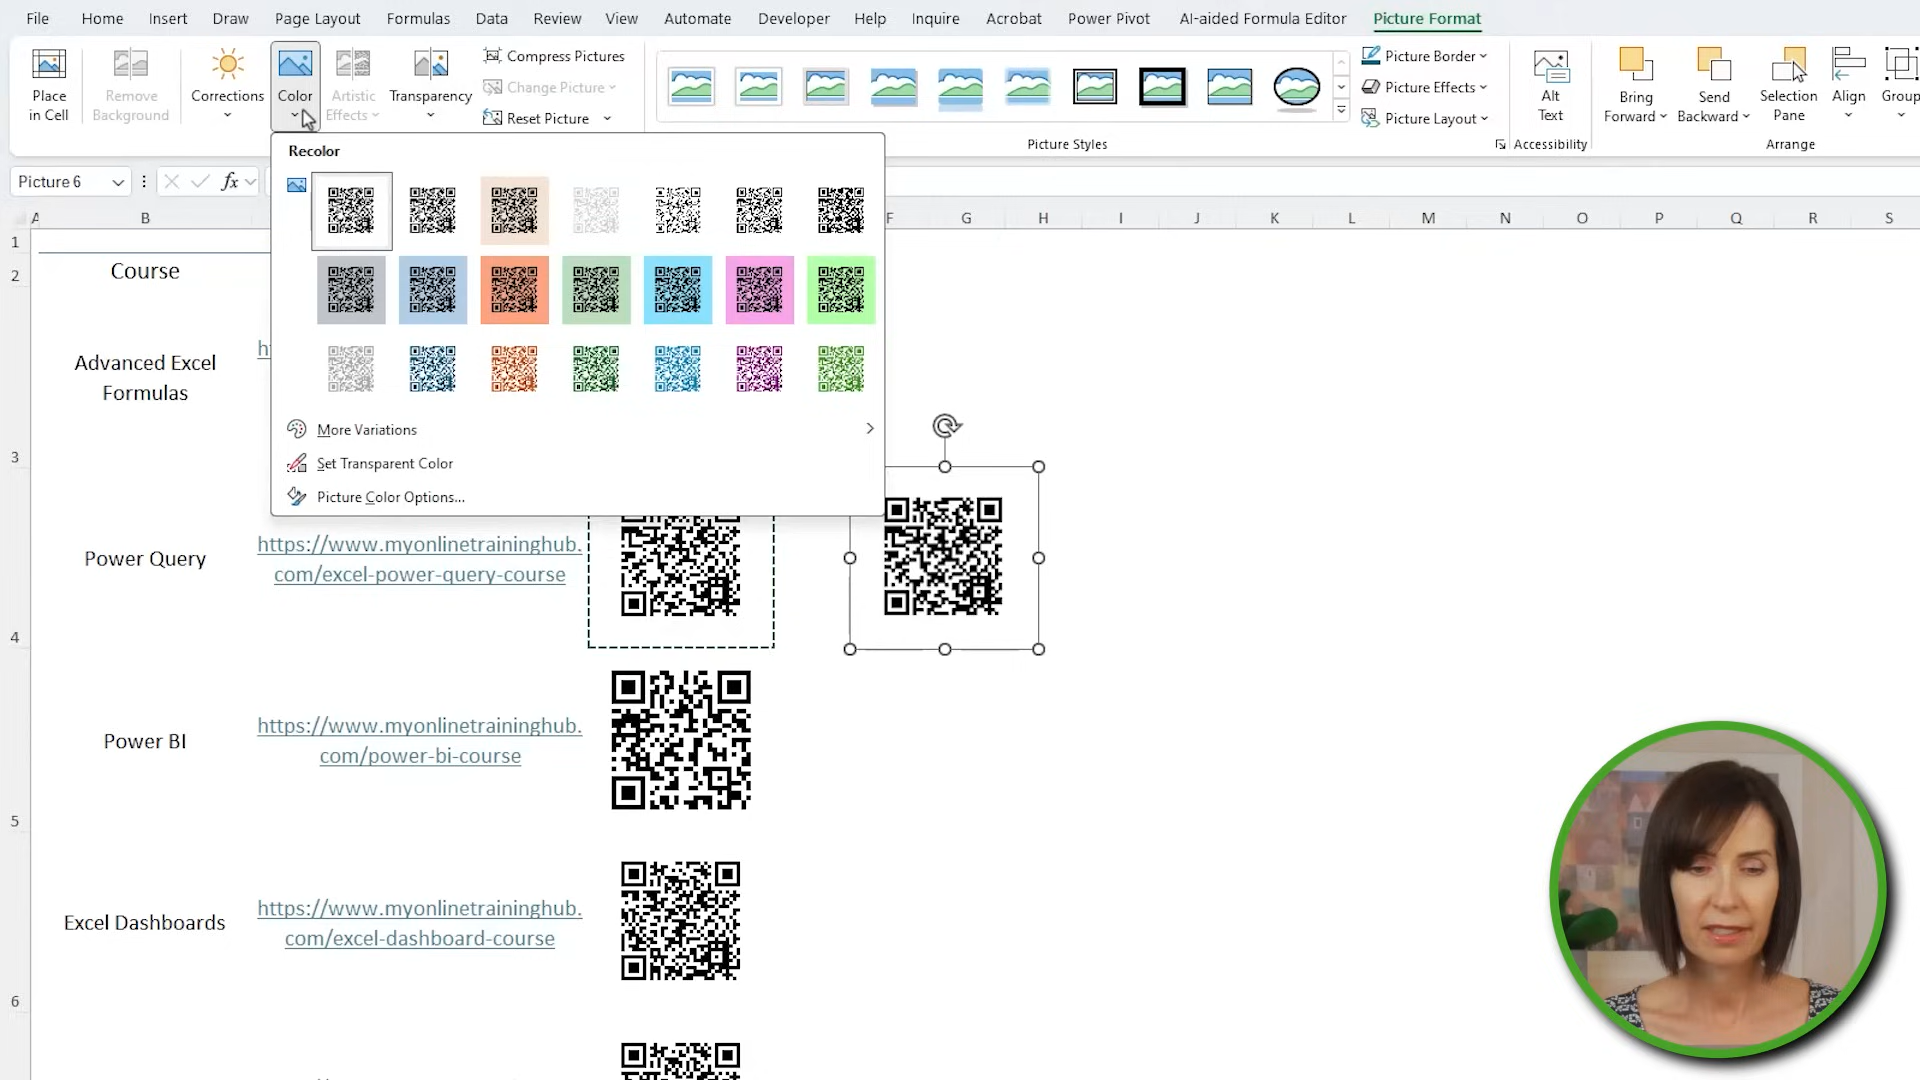 File Home Insert Draw Page Layout Formulas Data Review View Automate Developer Help Inquire Acrobat Power Pivot AI-aided Formula Editor Picture Format
Place in Cell
Remove Background
Corrections
Color
Artistic Effects
Transparency
Compress Pictures
Change Picture
Reset Picture
Picture Styles
Picture Border
Picture Effects
Picture Layout
Alt Text
Accessibility
Bring Forward
Send Backward
Selection Pane
Align
Group
Arrange
Picture 6
fx
Recolor
More Variations
Set Transparent Color
Picture Color Options...
A B F G H I J K L M N O P Q R S
1
2
Course
Advanced Excel
Formulas
h
3
Power Query
https://www.myonlinetraininghub.
com/excel-power-query-course
4
Power BI
https://www.myonlinetraininghub.
com/power-bi-course
5
Excel Dashboards
https://www.myonlinetraininghub.
com/excel-dashboard-course
6